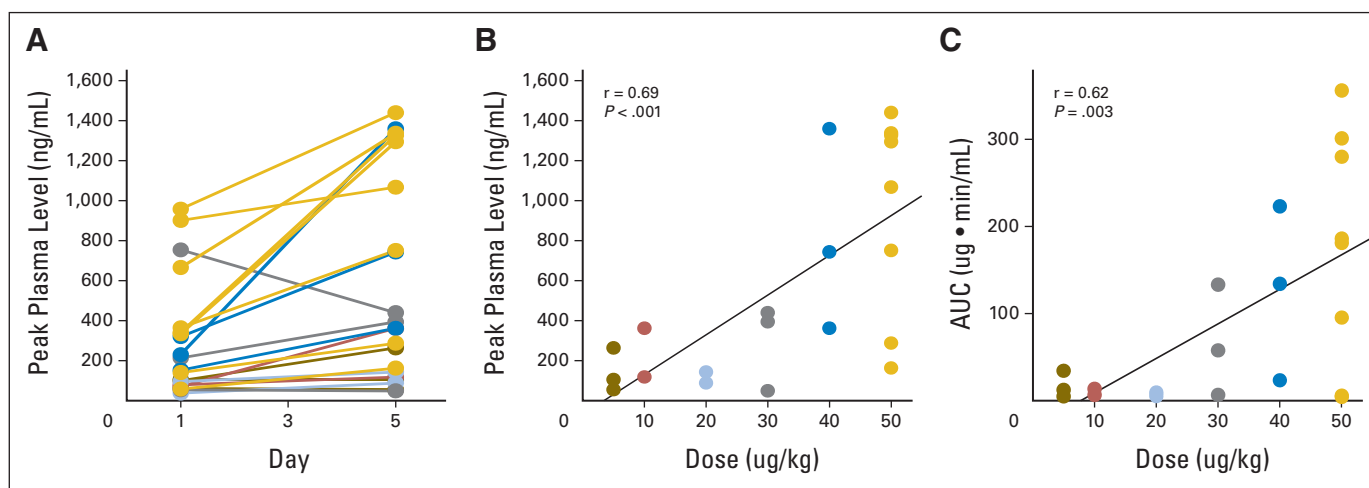 A
Peak Plasma Level (ng/mL)
1,600
1,400
1,200
1,000
800
600
400
200
0
1
3
5
Day
B
Peak Plasma Level (ng/mL)
1,600
1,400
1,200
1,000
800
600
400
200
0
r = 0.69
P < .001
10
20
30
40
50
Dose (ug/kg)
C
AUC (ug • min/mL)
300
200
100
0
r = 0.62
P = .003
10
20
30
40
50
Dose (ug/kg)